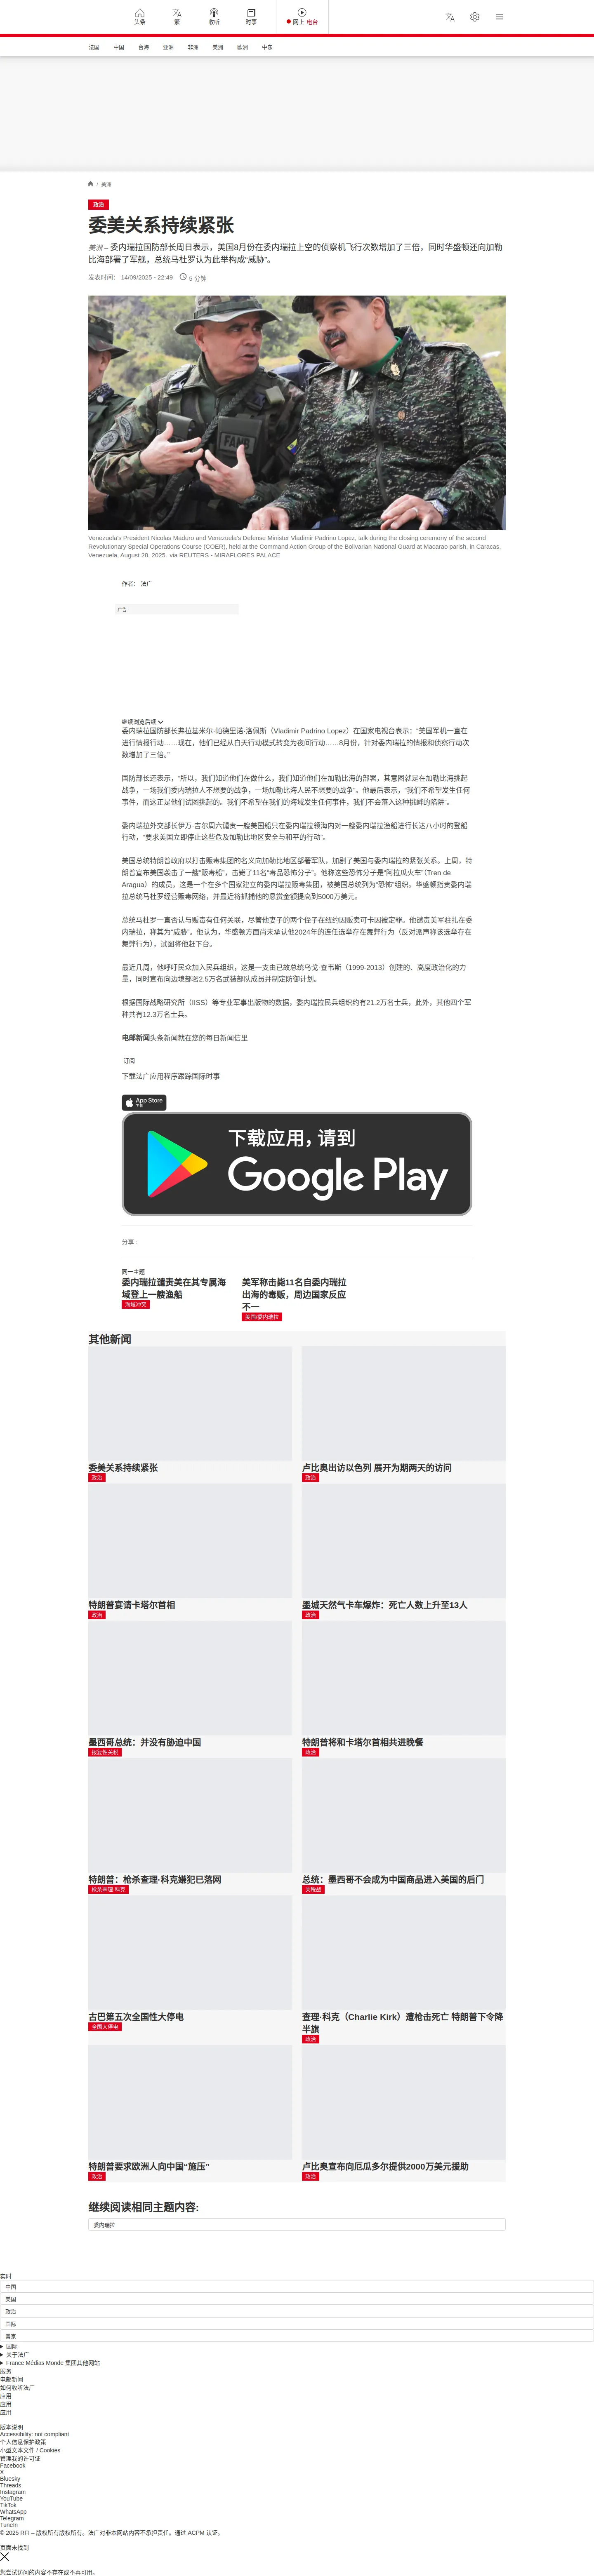 头条
繁
收听
时事
网上 电台
法国 中国 台海 亚洲 非洲 美洲 欧洲 中东
/ 美洲
政治
委美关系持续紧张
美洲 – 委内瑞拉国防部长周日表示，美国8月份在委内瑞拉上空的侦察机飞行次数增加了三倍，同时华盛顿还向加勒
比海部署了军舰，总统马杜罗认为此举构成“威胁”。
发表时间： 14/09/2025 - 22:49 5 分钟
FANB
Venezuela's President Nicolas Maduro and Venezuela's Defense Minister Vladimir Padrino Lopez, talk during the closing ceremony of the second
Revolutionary Special Operations Course (COER), held at the Command Action Group of the Bolivarian National Guard at Macarao parish, in Caracas,
Venezuela, August 28, 2025. via REUTERS - MIRAFLORES PALACE
作者： 法广
广告
继续浏览后续
委内瑞拉国防部长弗拉基米尔·帕德里诺·洛佩斯（Vladimir Padrino Lopez）在国家电视台表示：“美国军机一直在
进行情报行动……现在，他们已经从白天行动模式转变为夜间行动……8月份，针对委内瑞拉的情报和侦察行动次
数增加了三倍。”
国防部长还表示，“所以，我们知道他们在做什么，我们知道他们在加勒比海的部署，其意图就是在加勒比海挑起
战争，一场我们委内瑞拉人不想要的战争，一场加勒比海人民不想要的战争”。他最后表示，“我们不希望发生任何
事件，而这正是他们试图挑起的。我们不希望在我们的海域发生任何事件，我们不会落入这种挑衅的陷阱”。
委内瑞拉外交部长伊万·吉尔周六谴责一艘美国船只在委内瑞拉领海内对一艘委内瑞拉渔船进行长达八小时的登船
行动，“要求美国立即停止这些危及加勒比地区安全与和平的行动”。
美国总统特朗普政府以打击贩毒集团的名义向加勒比地区部署军队，加剧了美国与委内瑞拉的紧张关系。上周，特
朗普宣布美国袭击了一艘“贩毒船”，击毙了11名“毒品恐怖分子”。他称这些恐怖分子是“阿拉瓜火车”（Tren de
Aragua）的成员，这是一个在多个国家建立的委内瑞拉贩毒集团，被美国总统列为“恐怖”组织。华盛顿指责委内瑞
拉总统马杜罗经营贩毒网络，并最近将抓捕他的悬赏金额提高到5000万美元。
总统马杜罗一直否认与贩毒有任何关联，尽管他妻子的两个侄子在纽约因贩卖可卡因被定罪。他谴责美军驻扎在委
内瑞拉，称其为“威胁”。他认为，华盛顿方面尚未承认他2024年的连任选举存在舞弊行为（反对派声称该选举存在
舞弊行为），试图将他赶下台。
最近几周，他呼吁民众加入民兵组织，这是一支由已故总统乌戈·查韦斯（1999-2013）创建的、高度政治化的力
量，同时宣布向边境部署2.5万名武装部队成员并制定防御计划。
根据国际战略研究所（IISS）等专业军事出版物的数据，委内瑞拉民兵组织约有21.2万名士兵，此外，其他四个军
种共有12.3万名士兵。
电邮新闻头条新闻就在您的每日新闻信里
订阅
下载法广应用程序跟踪国际时事
App Store
下载
下载应用，请到
Google Play
分享 :
同一主题
委内瑞拉谴责美在其专属海
域登上一艘渔船
海域冲突
美军称击毙11名自委内瑞拉
出海的毒贩，周边国家反应
不一
美国/委内瑞拉
其他新闻
委美关系持续紧张
政治
卢比奥出访以色列 展开为期两天的访问
政治
特朗普宴请卡塔尔首相
政治
墨城天然气卡车爆炸：死亡人数上升至13人
政治
墨西哥总统：并没有胁迫中国
报复性关税
特朗普将和卡塔尔首相共进晚餐
政治
特朗普：枪杀查理·科克嫌犯已落网
枪杀查理·科克
总统：墨西哥不会成为中国商品进入美国的后门
关税战
古巴第五次全国性大停电
全国大停电
查理·科克（Charlie Kirk）遭枪击死亡 特朗普下令降
半旗
政治
特朗普要求欧洲人向中国“施压”
政治
卢比奥宣布向厄瓜多尔提供2000万美元援助
政治
继续阅读相同主题内容:
委内瑞拉
实时
中国
美国
政治
国际
普京
国际
关于法广
France Médias Monde 集团其他网站
服务
电邮新闻
如何收听法广
应用
应用
应用
版本说明
Accessibility: not compliant
个人信息保护政策
小型文本文件 / Cookies
管理我的许可证
Facebook
X
Bluesky
Threads
Instagram
YouTube
TikTok
WhatsApp
Telegram
TuneIn
© 2025 RFI – 版权所有版权所有。法广对非本网站内容不承担责任。通过 ACPM 认证。
页面未找到
您尝试访问的内容不存在或不再可用。